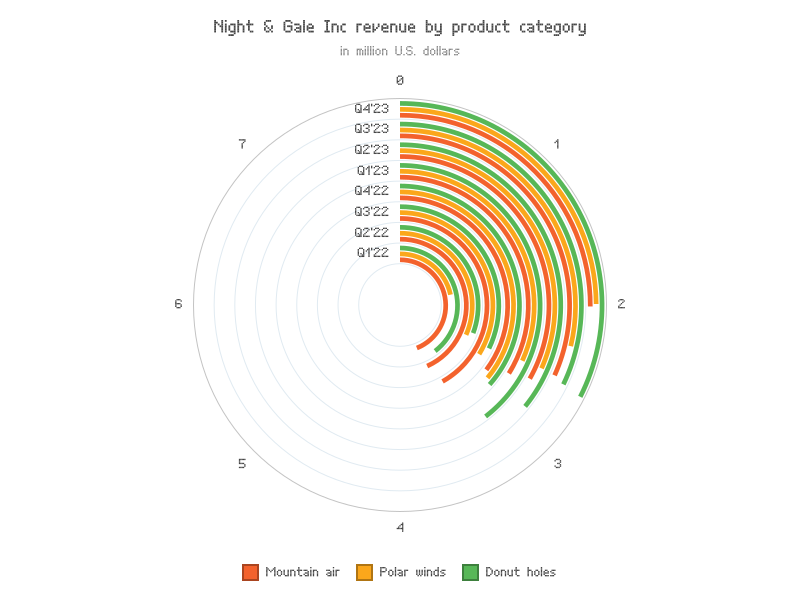 Night & Gale Inc revenue by product category
in million U.S. dollars
0
Q4'23
Q3'23
Q2'23
Q1'23
Q4'22
Q3'22
Q2'22
Q1'22
7
1
6
2
5
3
4
Mountain air
Polar winds
Donut holes